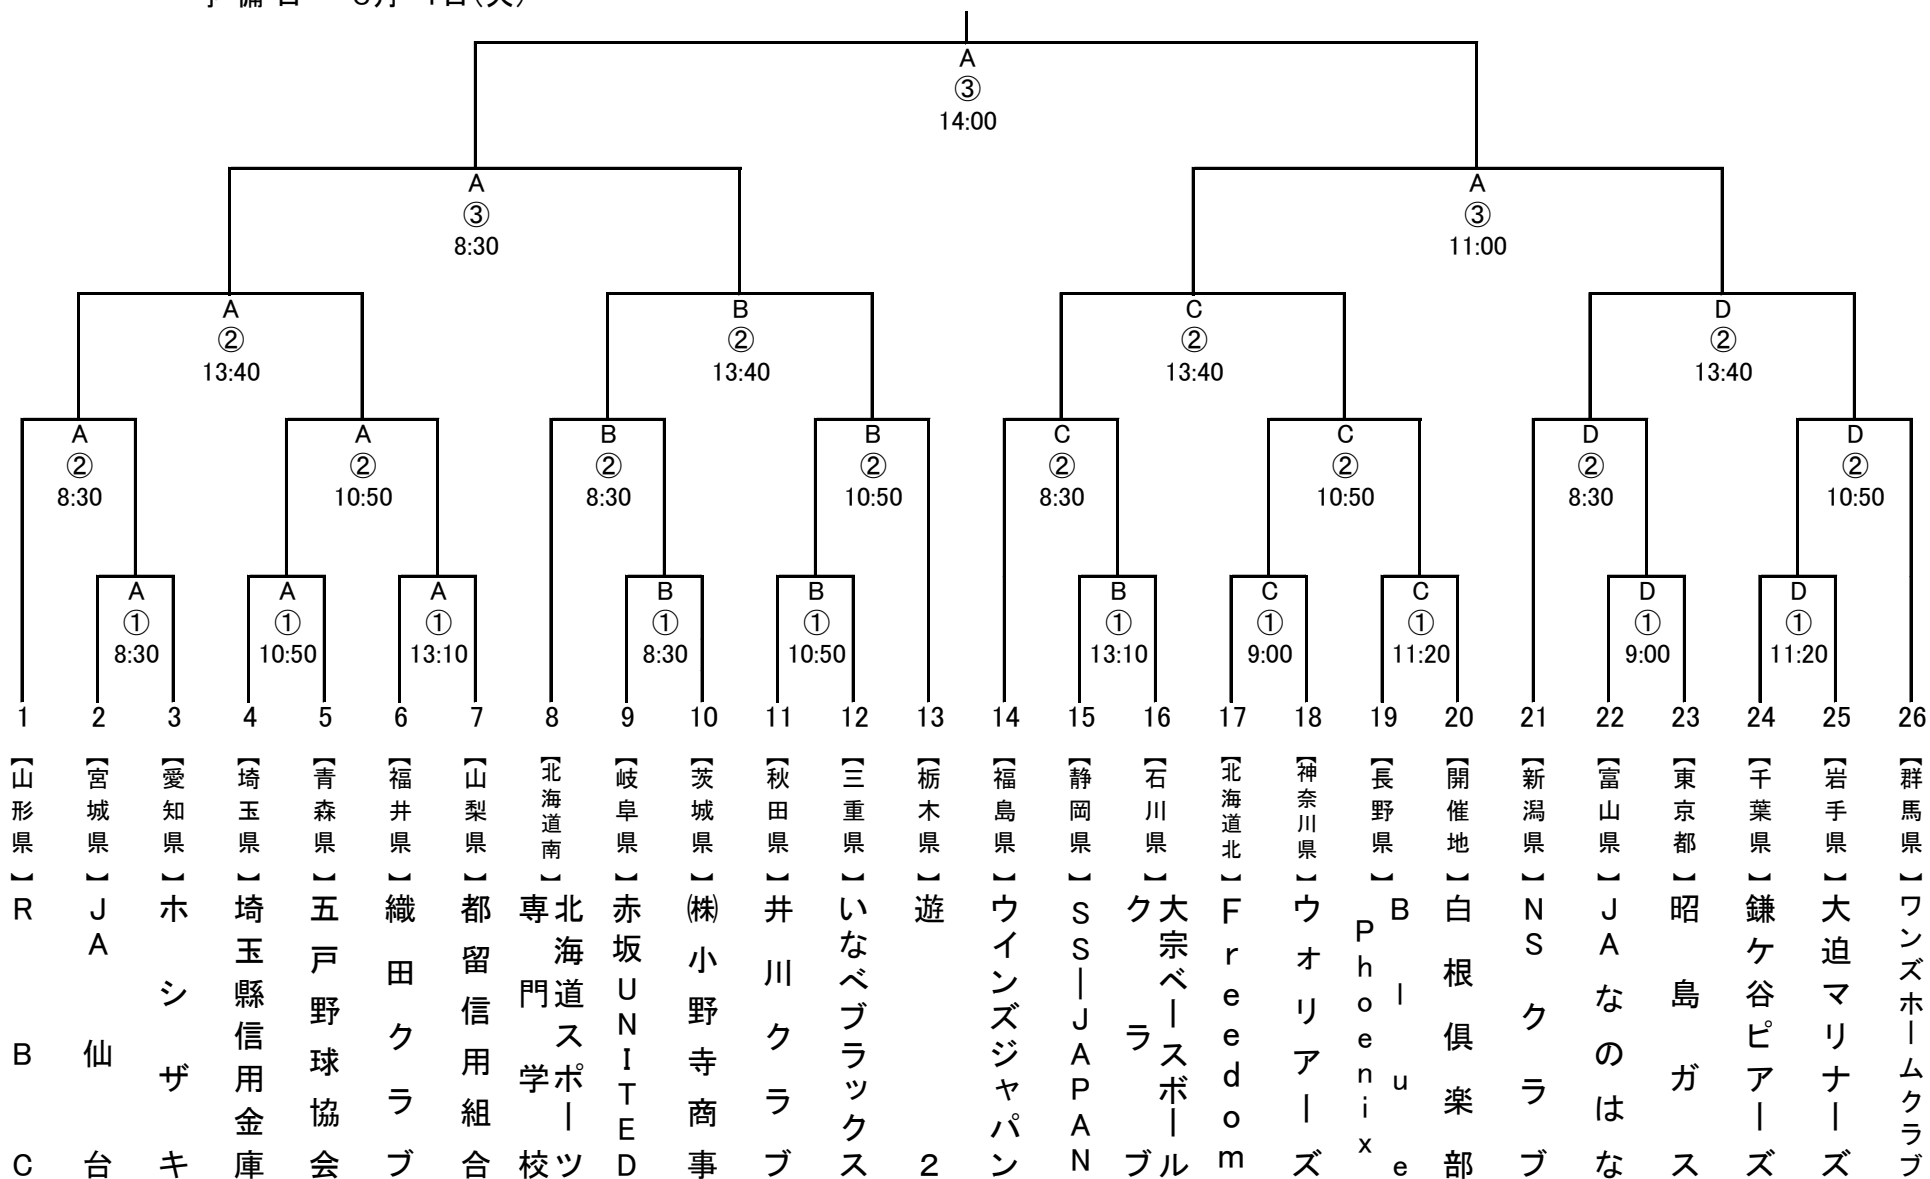 予 備 日 8月 1日(火)
A
③
14:00
A
③
8:30
A
③
11:00
A
②
13:40
B
②
13:40
C
②
13:40
D
②
13:40
A
②
8:30
A
②
10:50
B
②
8:30
B
②
10:50
C
②
8:30
C
②
10:50
D
②
8:30
D
②
10:50
A
①
8:30
A
①
10:50
A
①
13:10
B
①
8:30
B
①
10:50
B
①
13:10
C
①
9:00
C
①
11:20
D
①
9:00
D
①
11:20
1 2 3 4 5 6 7 8 9 10 11 12 13 14 15 16 17 18 19 20 21 22 23 24 25 26
【山形県】
RBC
【宮城県】
JA仙台
【愛知県】
ホシザキ
【埼玉県】
埼玉縣信用金庫
【青森県】
五戸野球協会
【福井県】
織田クラブ
【山梨県】
都留信用組合
【北海道南】
北海道スポーツ
専門学校
【岐阜県】
赤坂UNITED
【茨城県】
㈱小野寺商事
【秋田県】
井川クラブ
【三重県】
いなべブラックス
【栃木県】
遊2
【福島県】
ウインズジャパン
【静岡県】
SS―JAPAN
【石川県】
大宗ベースボール
クラブ
【北海道北】
Freedom
【神奈川県】
ウォリアーズ
【長野県】
Blue
Phoenix
【開催地】
白根倶楽部
【新潟県】
NSクラブ
【富山県】
JAなのはな
【東京都】
昭島ガス
【千葉県】
鎌ケ谷ピアーズ
【岩手県】
大迫マリナーズ
【群馬県】
ワンズホームクラブ